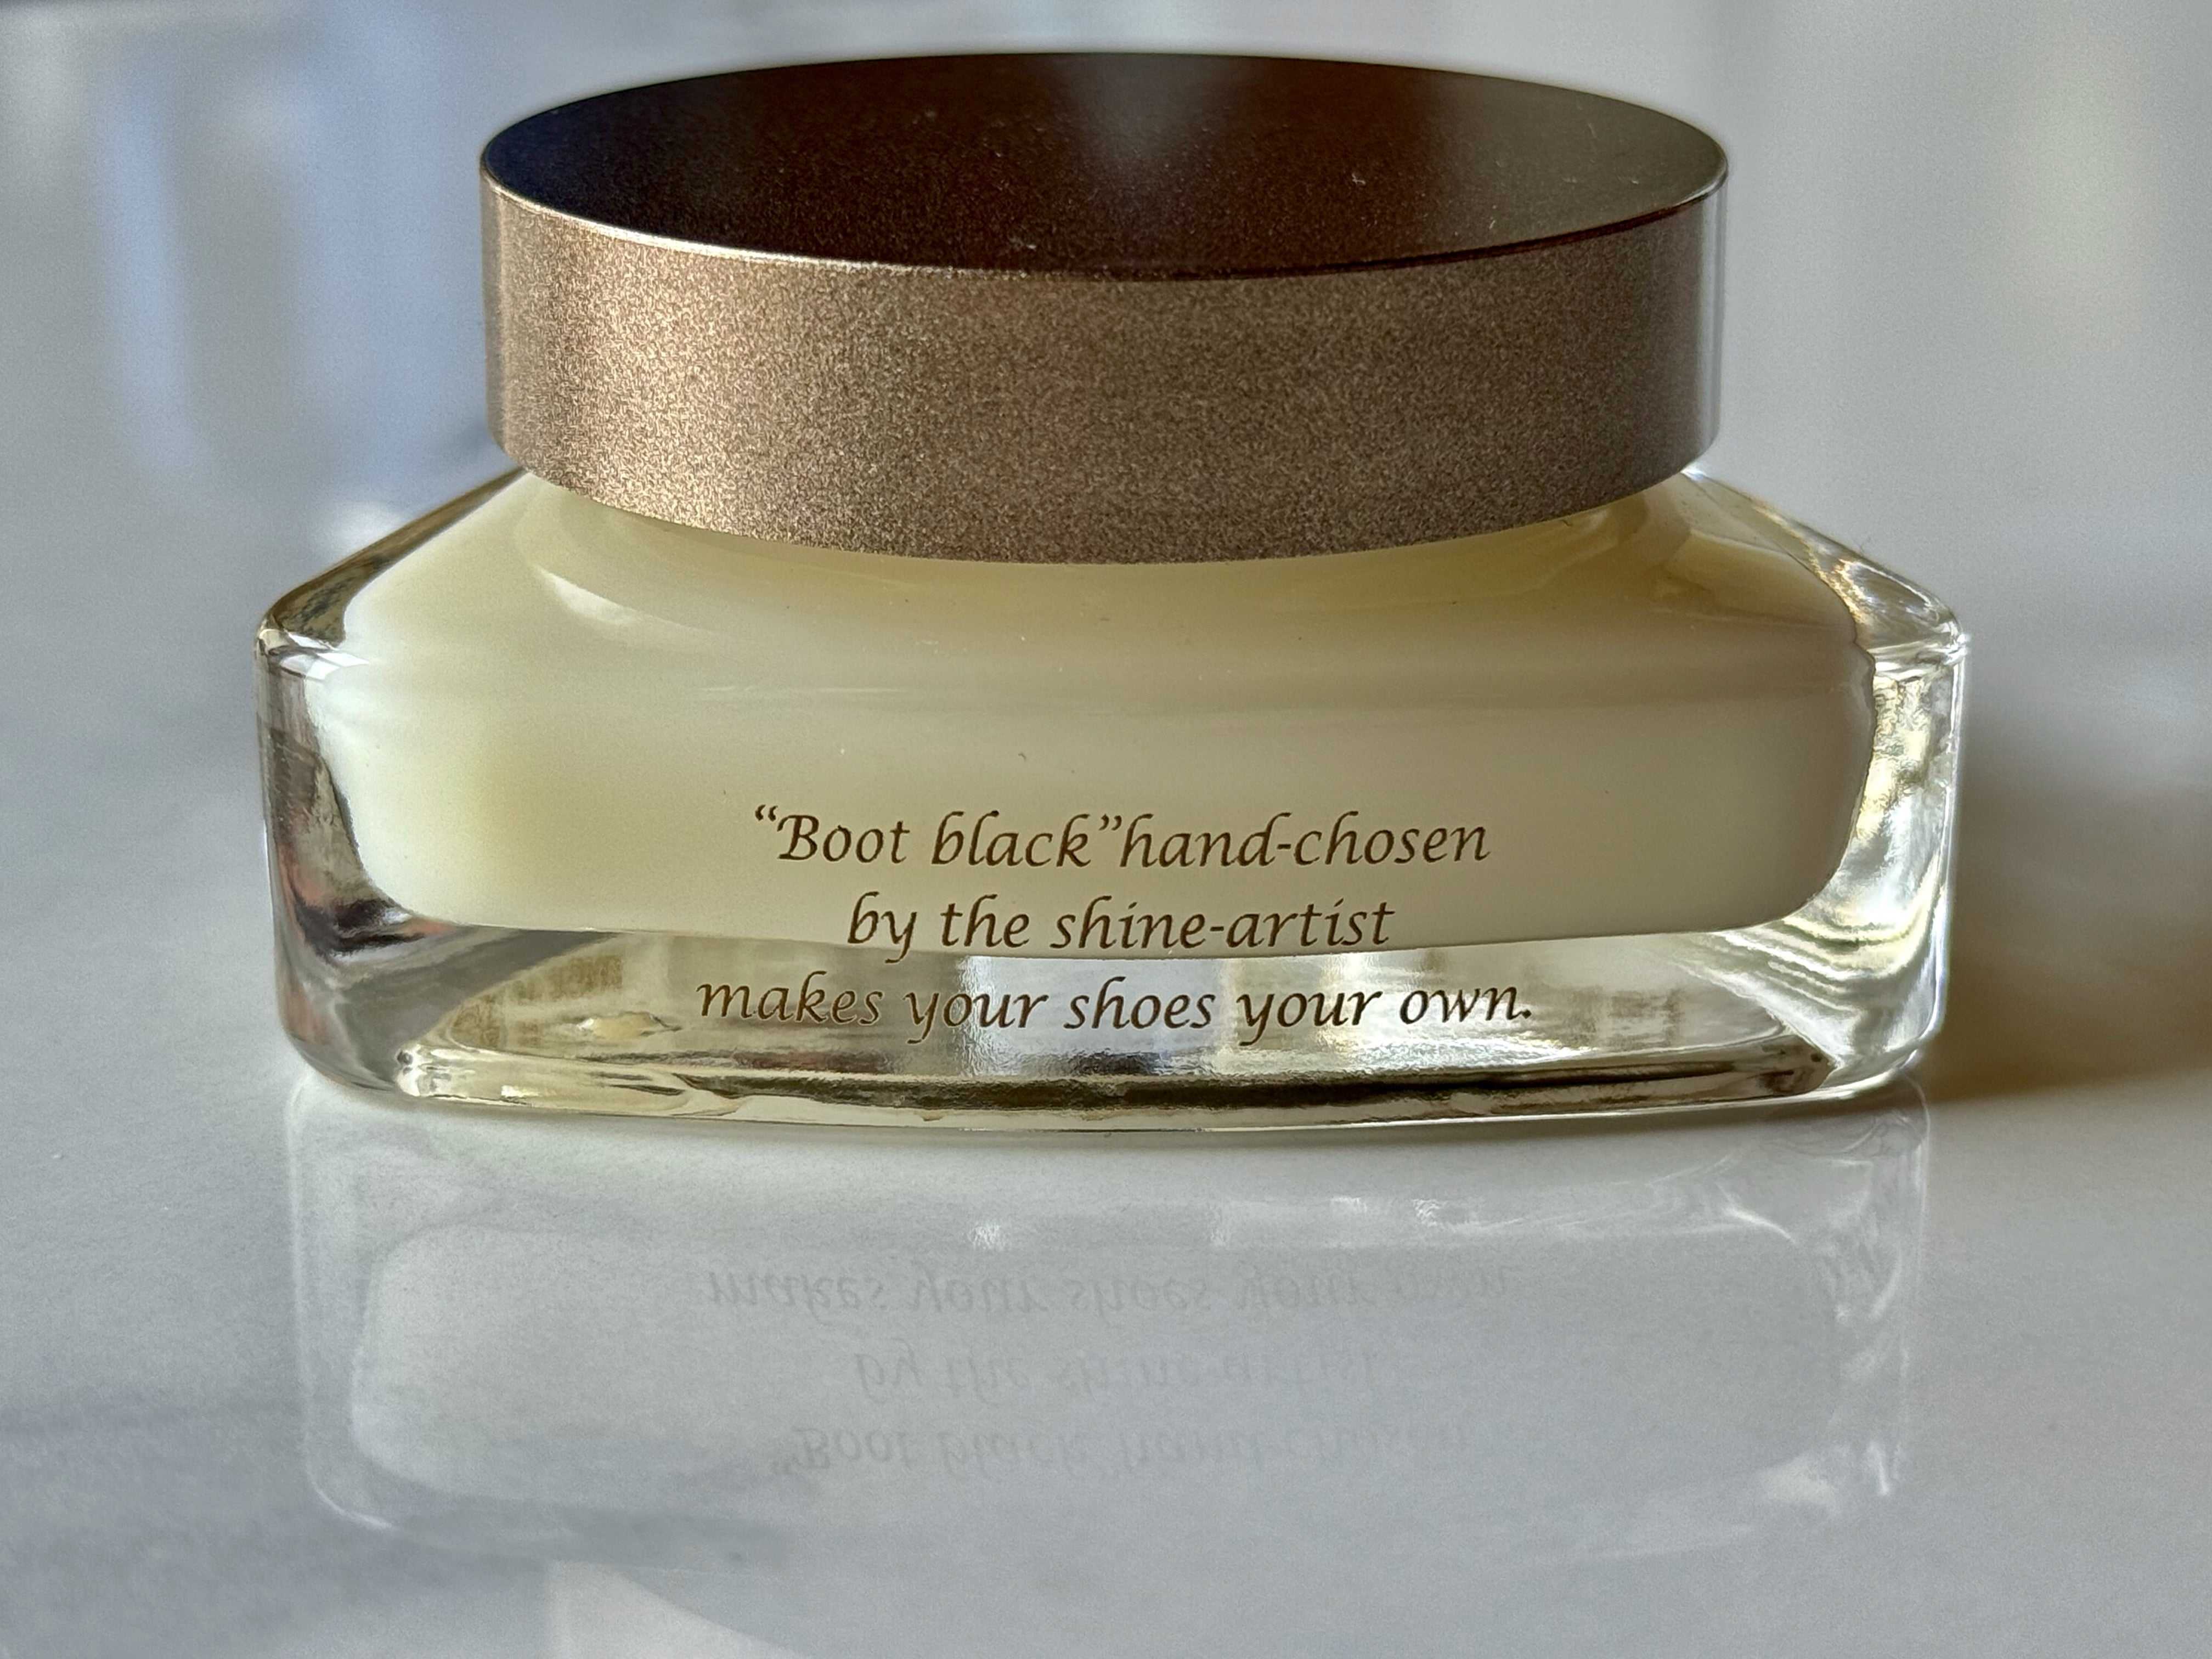 “Boot black”hand-chosen
by the shine-artist
makes your shoes your own.